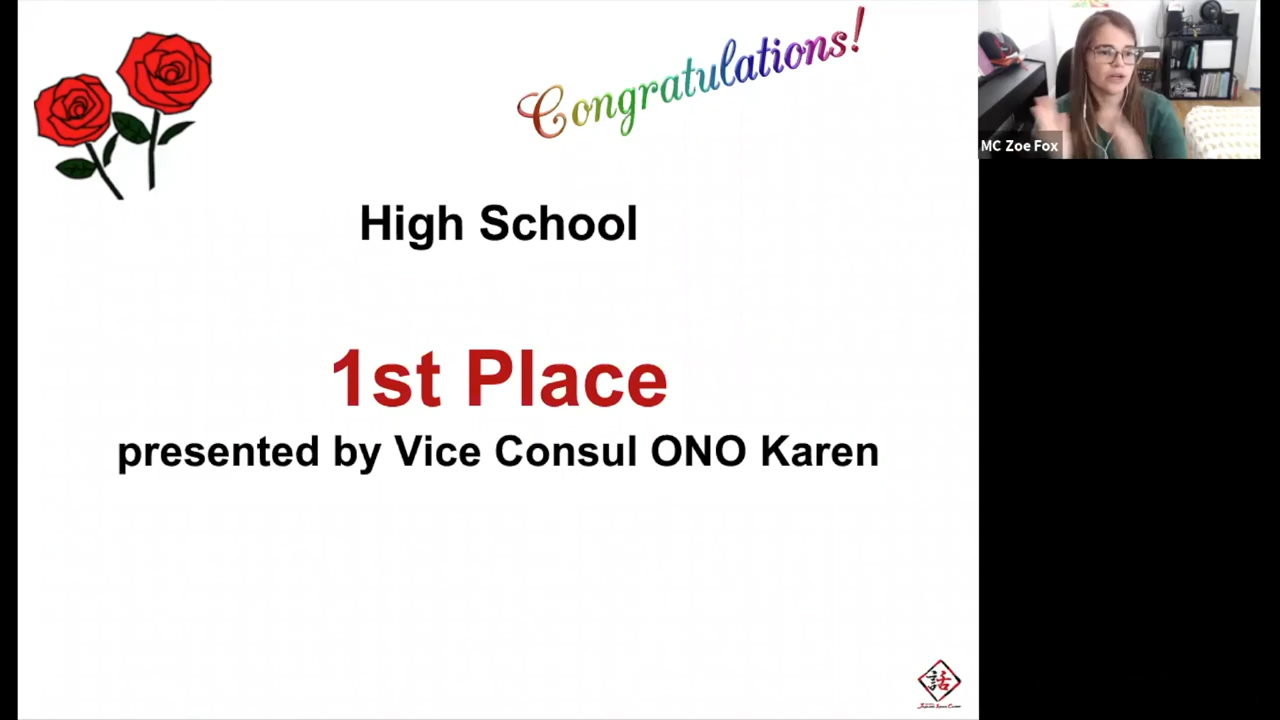 Congratulations!
MC Zoe Fox
High School
1st Place
presented by Vice Consul ONO Karen
話